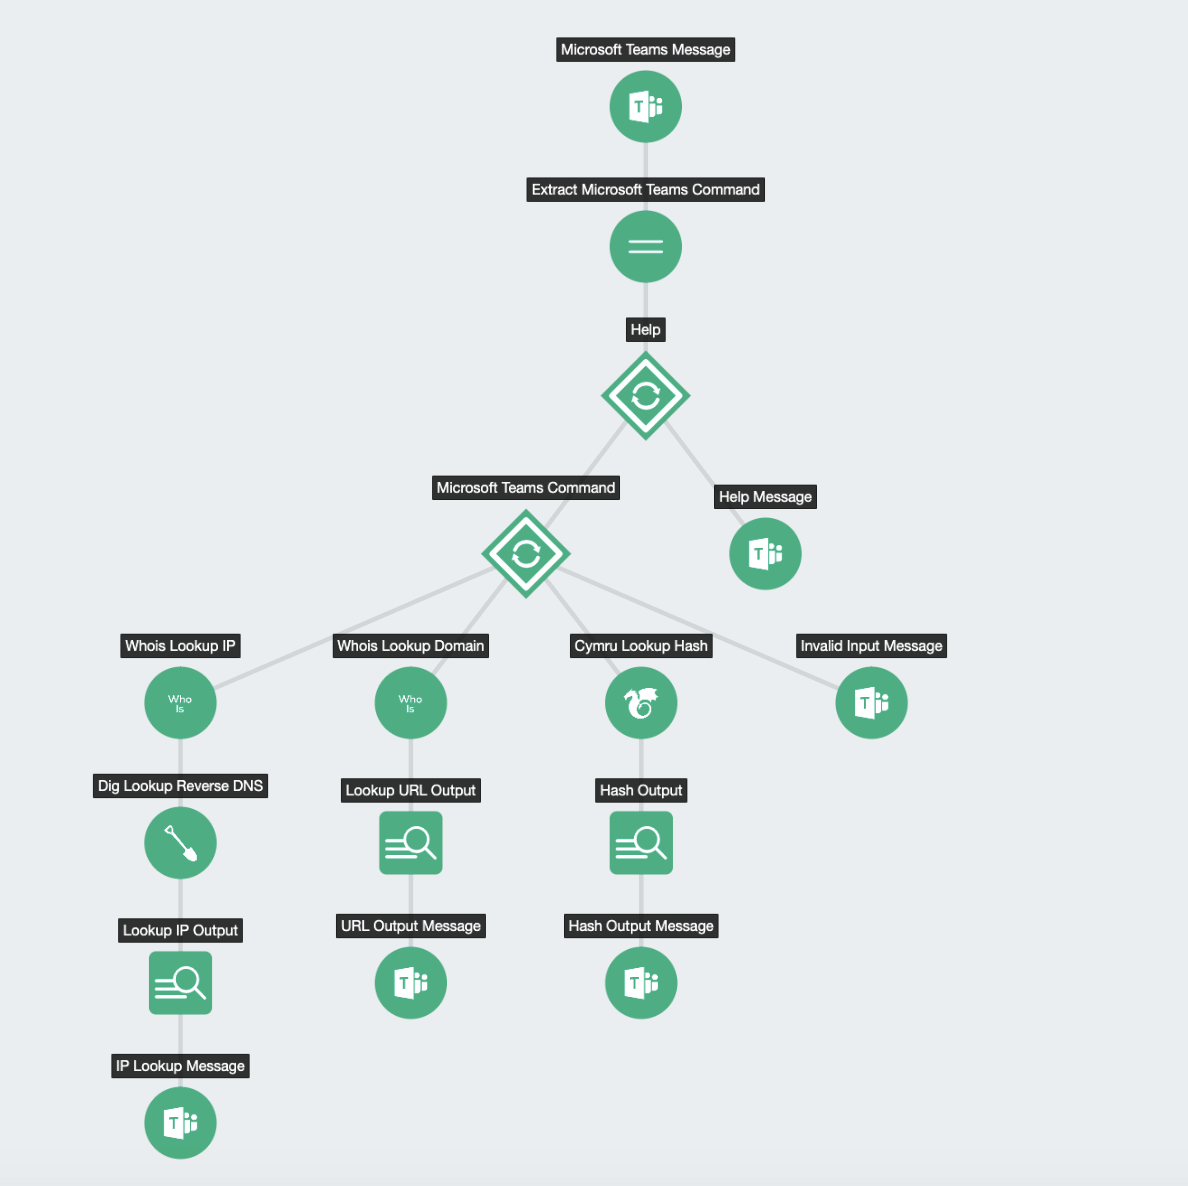 Microsoft Teams Message
T
Extract Microsoft Teams Command
Help
Microsoft Teams Command
Help Message
T
Whois Lookup IP
Whois Lookup Domain
Cymru Lookup Hash
Invalid Input Message
Who
Is
Who
Is
T
Dig Lookup Reverse DNS
Lookup URL Output
Hash Output
Lookup IP Output
URL Output Message
Hash Output Message
T
T
IP Lookup Message
T